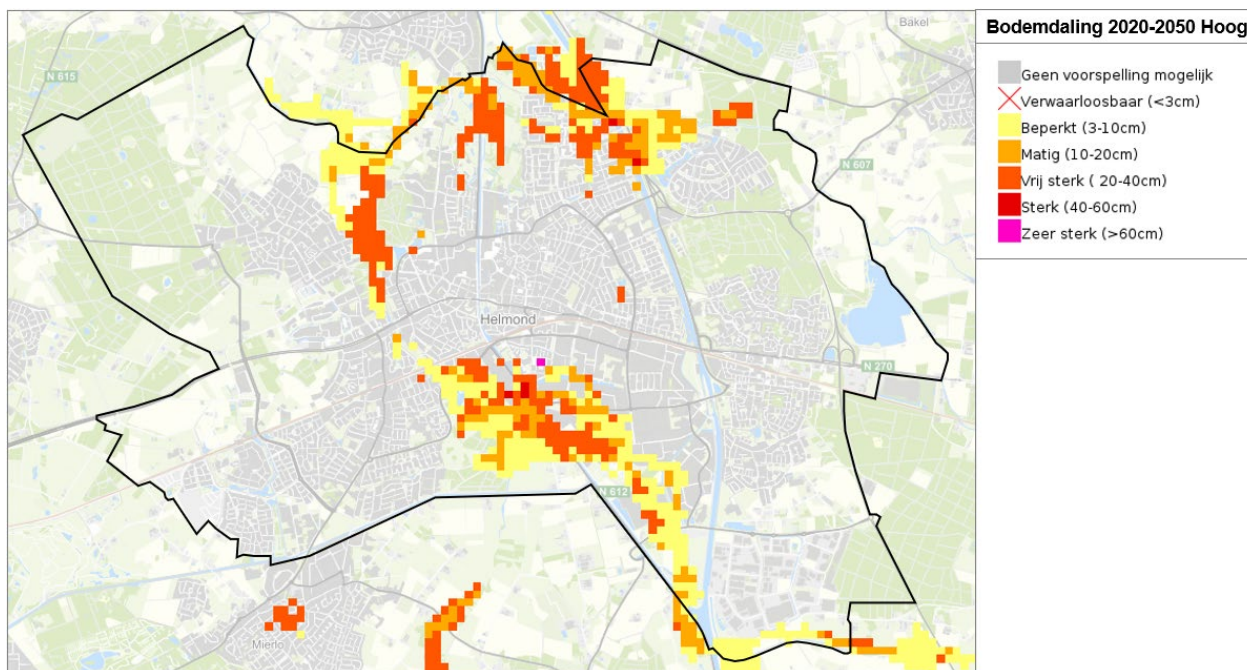 Bodemdaling 2020-2050 Hoog
Geen voorspelling mogelijk
Verwaarloosbaar (<3cm)
Beperkt (3-10cm)
Matig (10-20cm)
Vrij sterk ( 20-40cm)
Sterk (40-60cm)
Zeer sterk (>60cm)
Bakel
N 615
N 607
Helmond
N 270
N 612
Mierlo